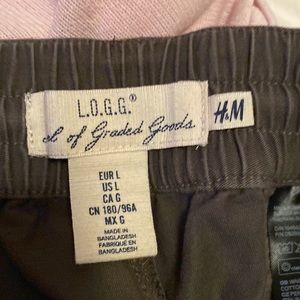 L.O.G.G.®
of Graded Goods
H&M
EUR L
US L
CA G
CN 180/96A
MX G
MADE IN
BANGLADESH
FABRIQUÉ EN
BANGLADESH